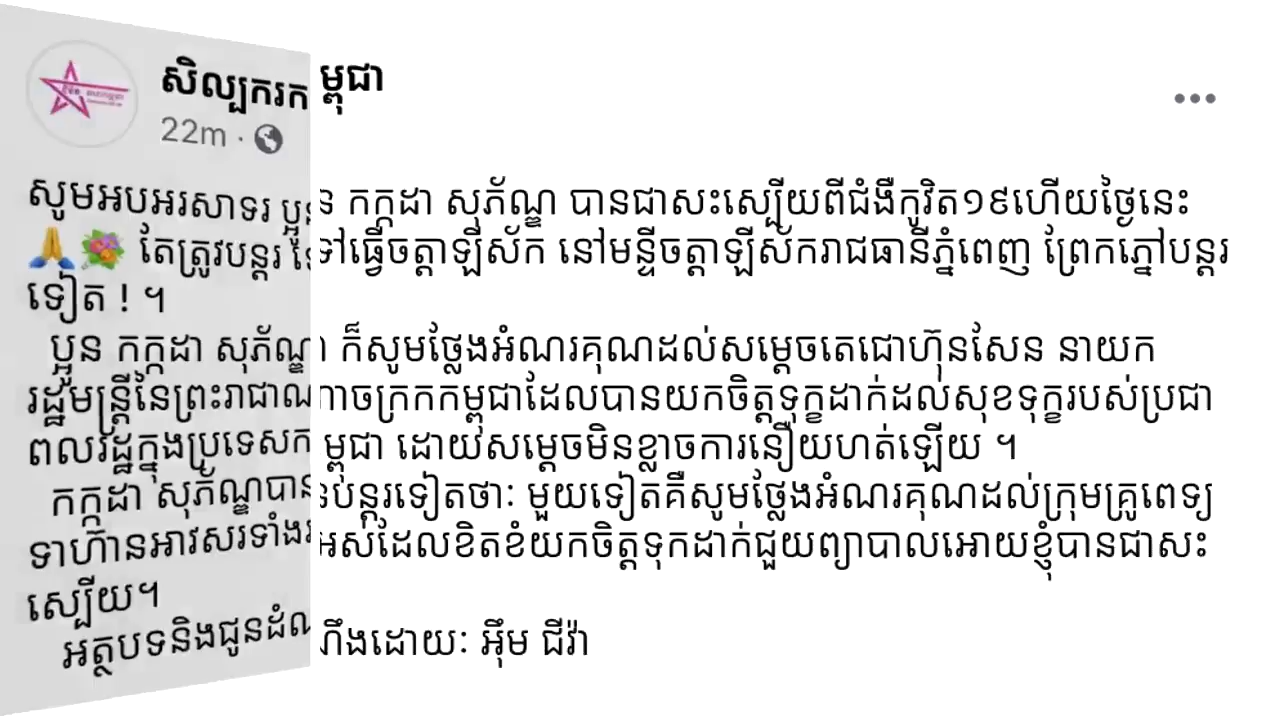 សិល្បករកម្ពុជា
22m
សូមអបអរសាទរ ប្អូន កក្កដា សុភ័ណ្ឌ បានជាសះស្បើយពីជំងឺកូវិត១៩ហើយថ្ងៃនេះ
🙏💐 តែត្រូវបន្តរ ទៅធ្វើចត្តាឡីស័ក នៅមន្ទីចត្តាឡីស័ករាជធានីភ្នំពេញ ព្រែកភ្នៅបន្តរ
ទៀត ! ។
ប្អូន កក្កដា សុភ័ណ្ឌ ក៏សូមថ្លែងអំណរគុណដល់សម្តេចតេជោហ៊ុនសែន នាយក
រដ្ឋមន្ត្រីនៃព្រះរាជាណាចក្រកកម្ពុជាដែលបានយកចិត្តទុក្ខដាក់ដល់សុខទុក្ខរបស់ប្រជា
ពលរដ្ឋក្នុងប្រទេសកម្ពុជា ដោយសម្តេចមិនខ្លាចការនឿយហត់ឡើយ ។
កក្កដា សុភ័ណ្ឌបានបន្តរទៀតថាៈ មួយទៀតគឺសូមថ្លែងអំណរគុណដល់ក្រុមគ្រូពេទ្យ
ទាហ៊ានអាវសរទាំងអស់ដែលខិតខំយកចិត្តទុកដាក់ជួយព្យាបាលអោយខ្ញុំបានជាសះ
ស្បើយ។
អត្ថបទនិងជូនដំណឹងដោយៈ អ៊ឹម ជីវ៉ា